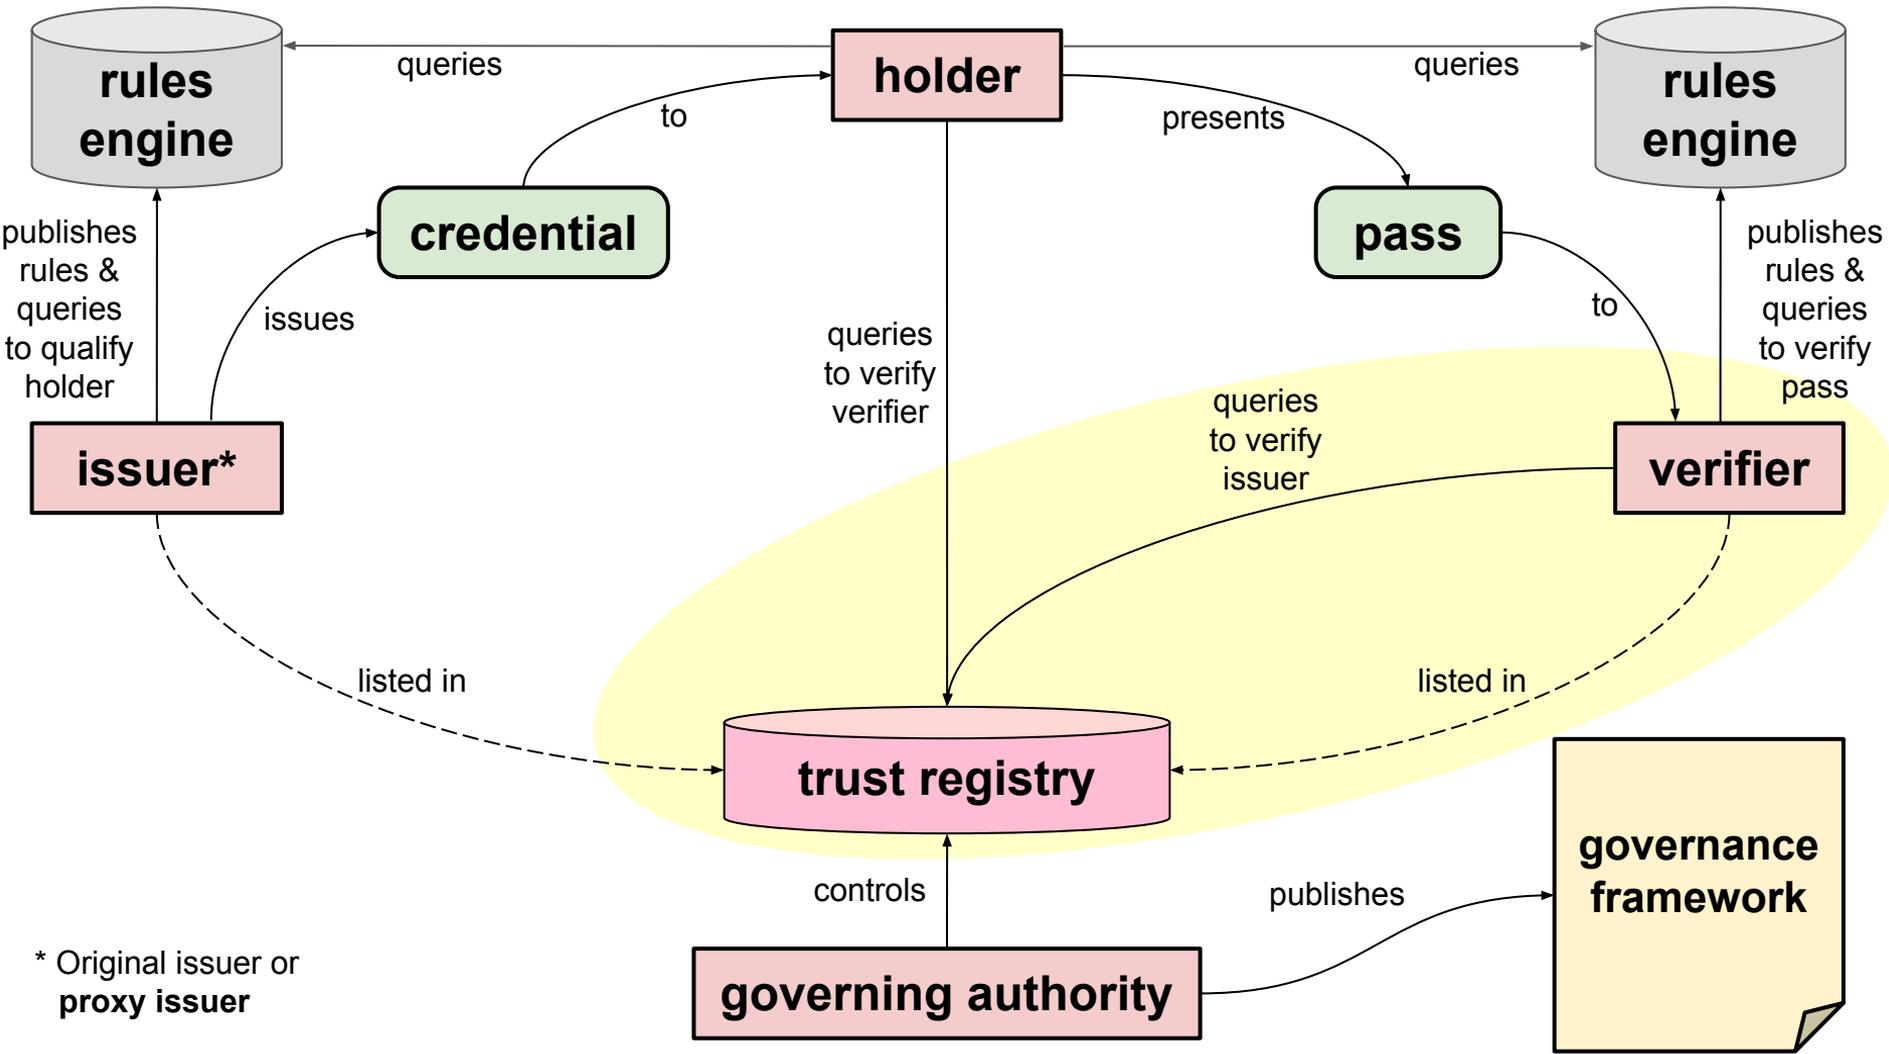 rules
engine
queries
holder
queries
rules
engine
to
presents
credential
pass
publishes
rules &
queries
to qualify
holder
issues
queries
to verify
verifier
to
publishes
rules &
queries
to verify
pass
queries
to verify
issuer
issuer*
verifier
listed in
listed in
trust registry
controls
publishes
governance
framework
governing authority
* Original issuer or
proxy issuer